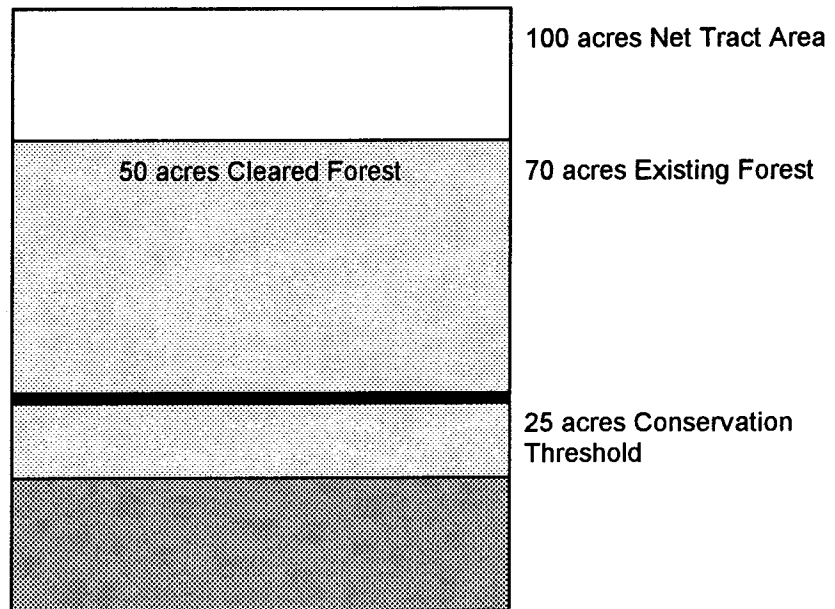 100 acres Net Tract Area
50 acres Cleared Forest
70 acres Existing Forest
25 acres Conservation
Threshold